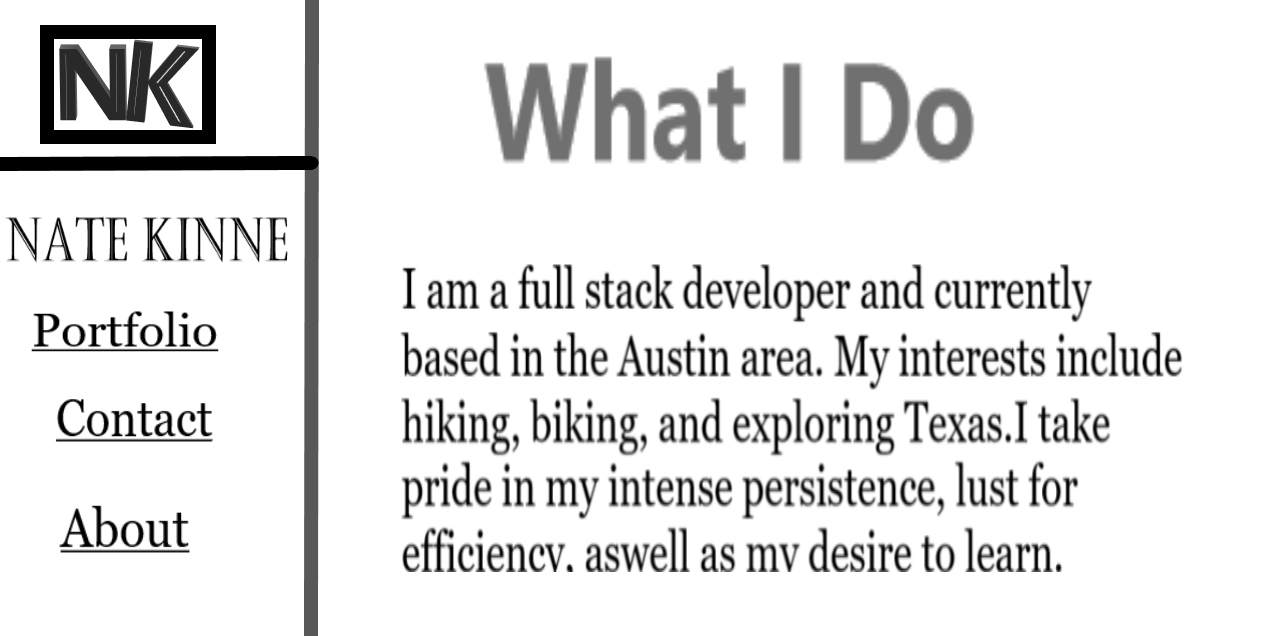 NK
NATE KINNE
Portfolio
Contact
About
What I Do
I am a full stack developer and currently
based in the Austin area. My interests include
hiking, biking, and exploring Texas.I take
pride in my intense persistence, lust for
efficiency, aswell as my desire to learn.